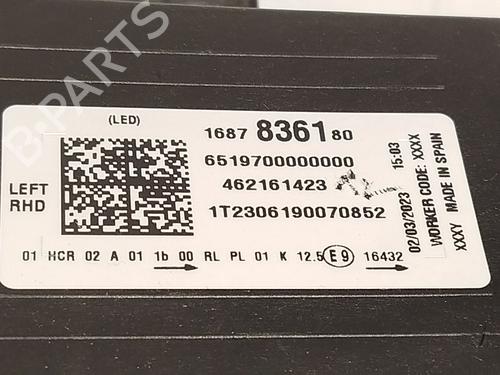 B-PARTS
(LED)
1687 8361 80
6519700000000
462161423
1T2306190070852
LEFT
RHD
01 HCR 02 A 01 1b 00 RL PL 01 K 12.5 E9 16432
02/03/2023 15:03
WORKER CODE: XXXX
XXXY MADE IN SPAIN